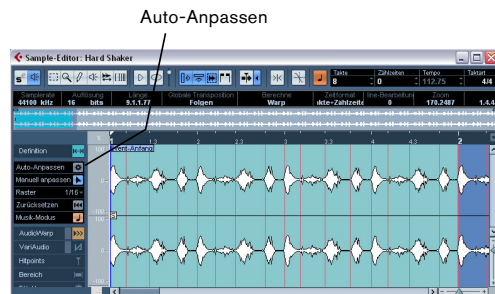 Auto-Anpassen
Sample-Editor: Hard Shaker
Takte Zählzeiten Tempo Taktart
8 0 112.75 4/4
Samplerate Auflösung Länge Globale Transposition Berechne Zeitformat Zoom
44100 kHz 16 bits 9.1.1.77 Folgen Warp 0 170.2487 1.4.4
Definition
1.3 2 2.3 3 3.3 4 4.3 2
Auto-Anpassen
Manuell anpassen
Raster 1/16
Zurücksetzen
Musik-Modus
AudioWarp
VariAudio
Hitpoints
Bereich